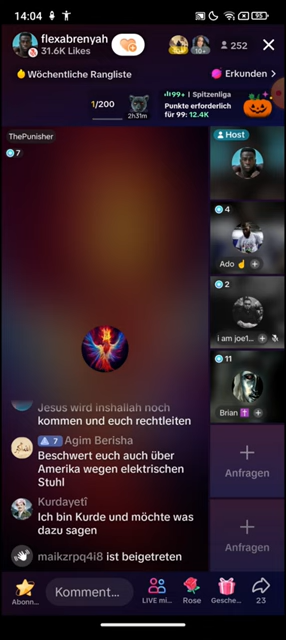 14:04
95
flexabrenyah
31.6K Likes
10+
10+
252
Wöchentliche Rangliste
Erkunden >
1/200
2h31m
99+ | Spitzenliga
Punkte erforderlich
für 99: 12.4K
ThePunisher
7
Host
4
Ado ☝ +
2
i am joe1... +
11
Brian ✝ +
Jesus wird inshallah noch
kommen und euch rechtleiten
7 Agim Berisha
Beschwert euch auch über
Amerika wegen elektrischen
Stuhl
Kurdayetî
Ich bin Kurde und möchte was
dazu sagen
maikzrpq4i8 ist beigetreten
+
Anfragen
+
Anfragen
Abonn...
Komment...
LIVE mi...
Rose
Gesche...
23